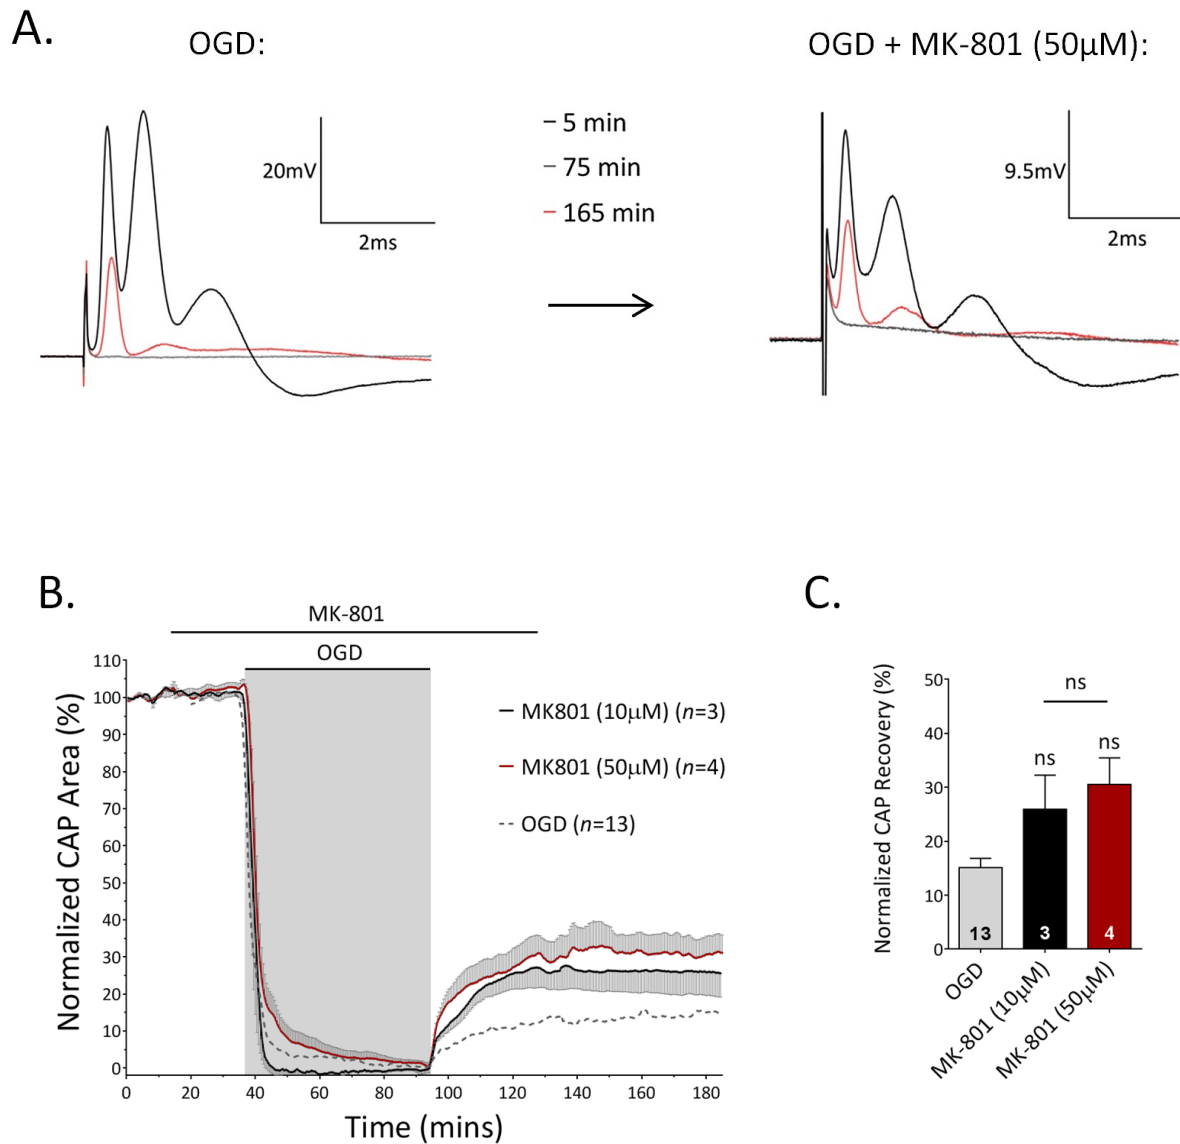 A.
OGD:
OGD + MK-801 (50µM):
5 min
75 min
165 min
20mV
2ms
9.5mV
2ms
B.
MK-801
OGD
Normalized CAP Area (%)
110
100
90
80
70
60
50
40
30
20
10
0
0
20
40
60
80
100
120
140
160
180
Time (mins)
MK801 (10µM) (n=3)
MK801 (50µM) (n=4)
OGD (n=13)
C.
Normalized CAP Recovery (%)
50
40
30
20
10
0
ns
ns
ns
13
3
4
OGD
MK-801 (10µM)
MK-801 (50µM)